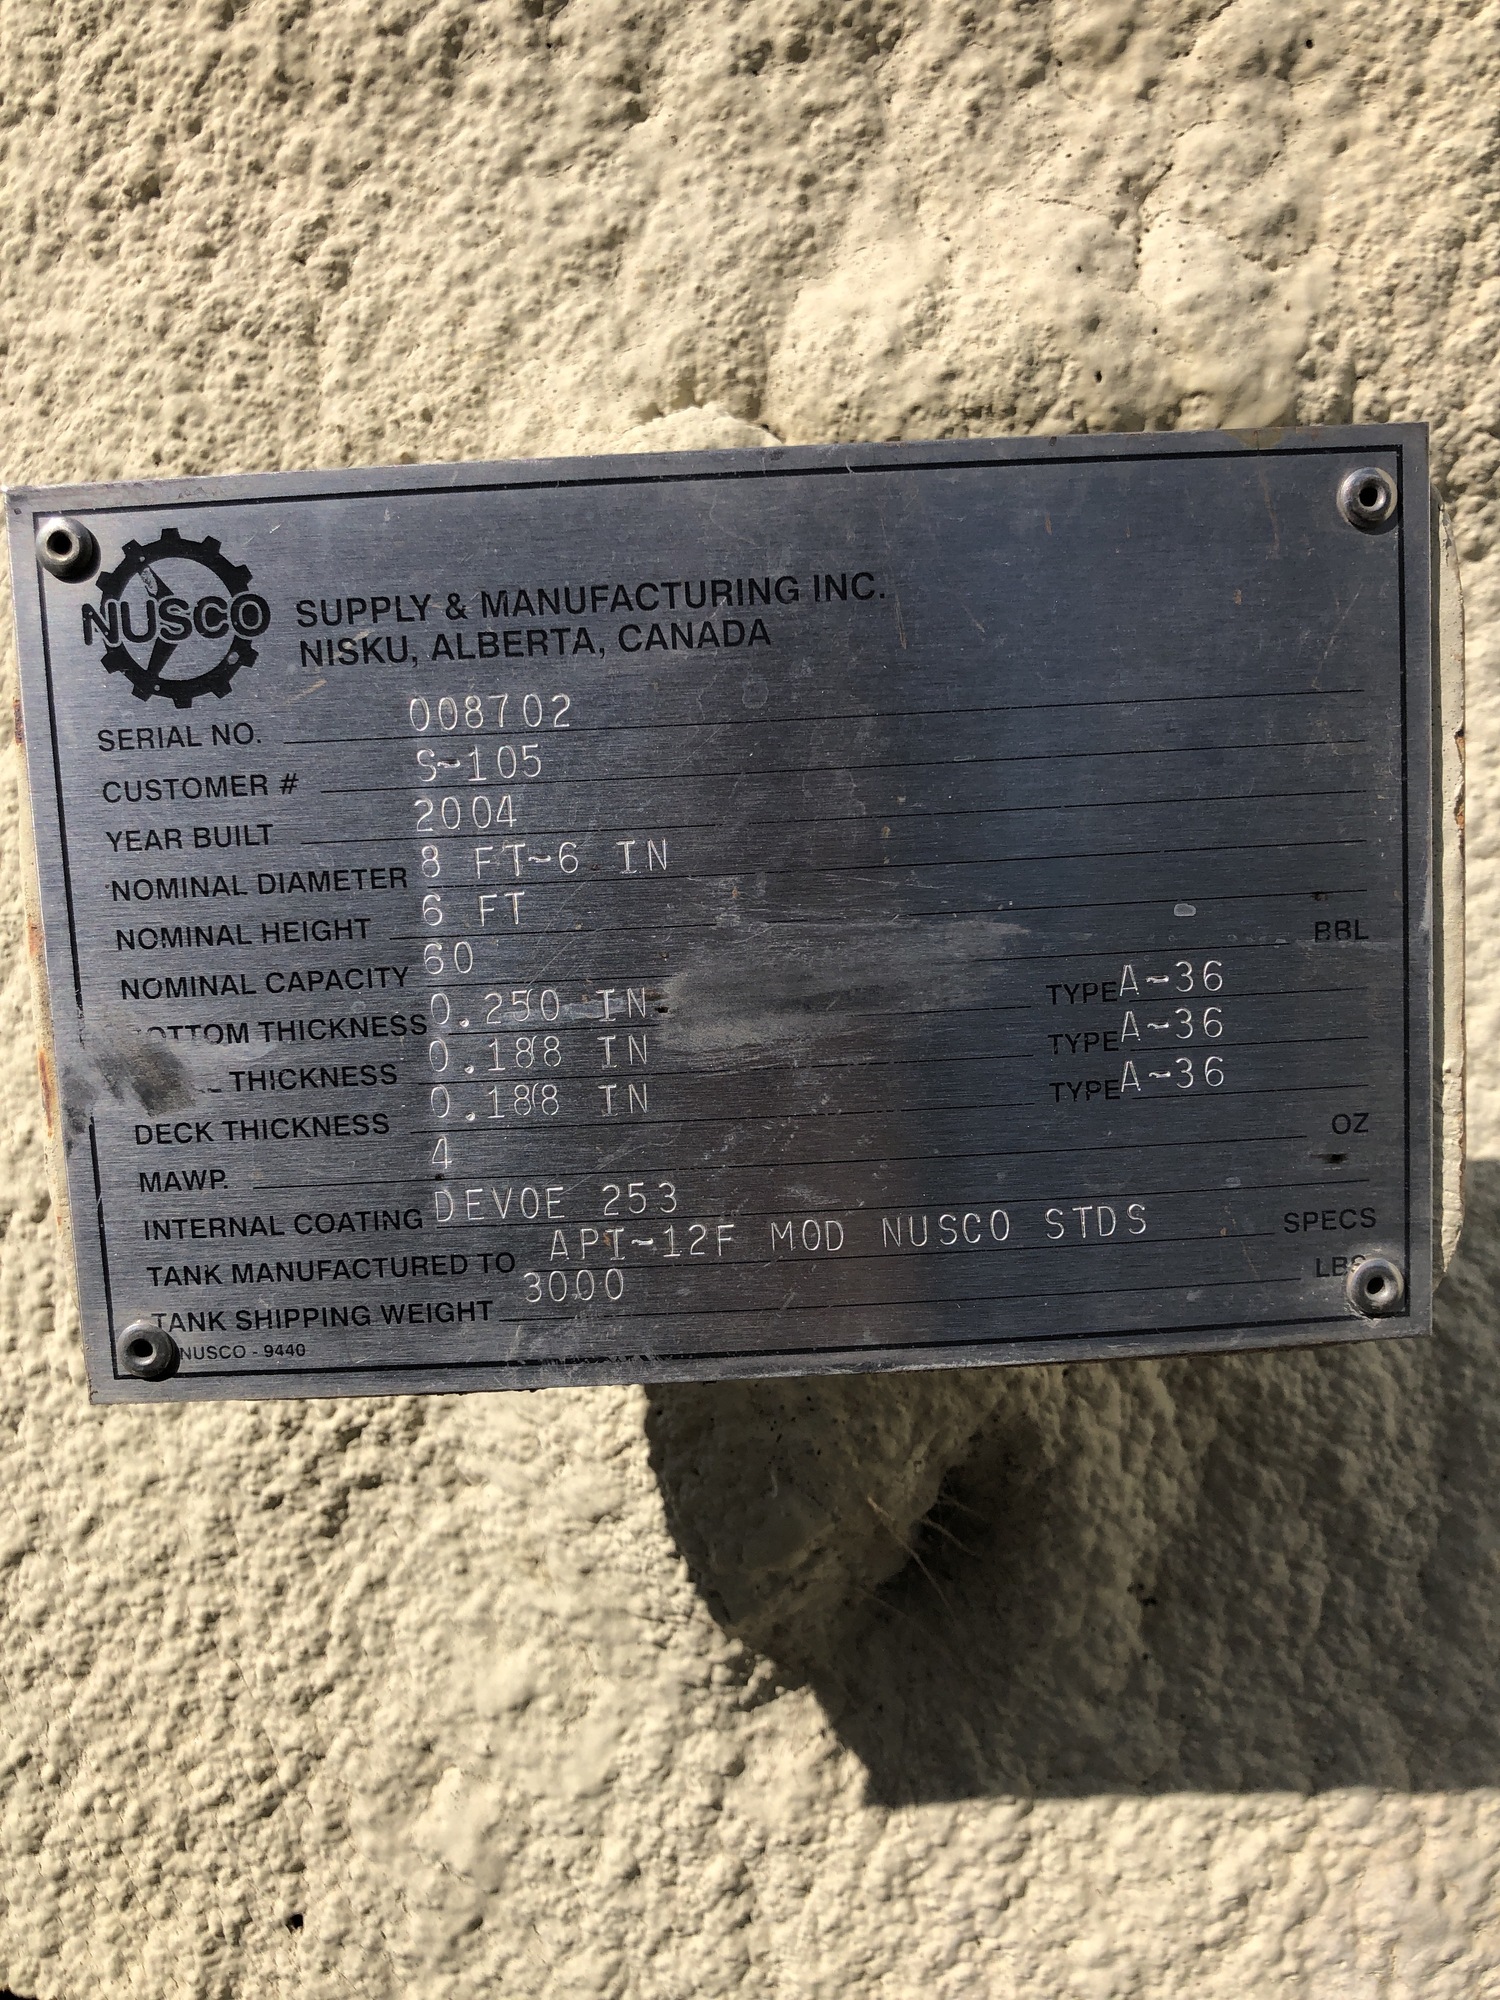 NUSCO SUPPLY & MANUFACTURING INC.
NISKU, ALBERTA, CANADA
SERIAL NO. 008702
CUSTOMER # S-105
YEAR BUILT 2004
NOMINAL DIAMETER 8 FT-6 IN
NOMINAL HEIGHT 6 FT
NOMINAL CAPACITY 60 BBL
BOTTOM THICKNESS 0.250 IN TYPE A-36
THICKNESS 0.188 IN TYPE A-36
DECK THICKNESS 0.188 IN TYPE A-36
MAWP. 4 OZ
INTERNAL COATING DEVOE 253
TANK MANUFACTURED TO API-12F MOD NUSCO STDS SPECS
TANK SHIPPING WEIGHT 3000 LBS
NUSCO - 9440